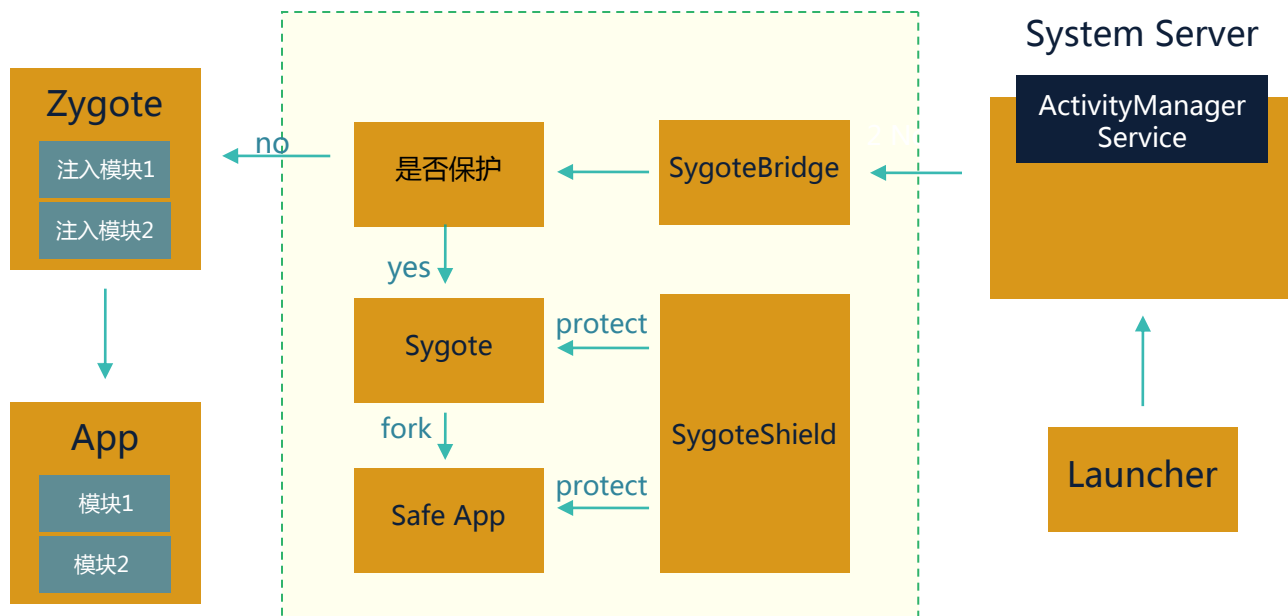 System Server
ActivityManager
Service
Zygote
注入模块1
注入模块2
no
是否保护
SygoteBridge
yes
Sygote
protect
fork
SygoteShield
Safe App
protect
App
模块1
模块2
Launcher